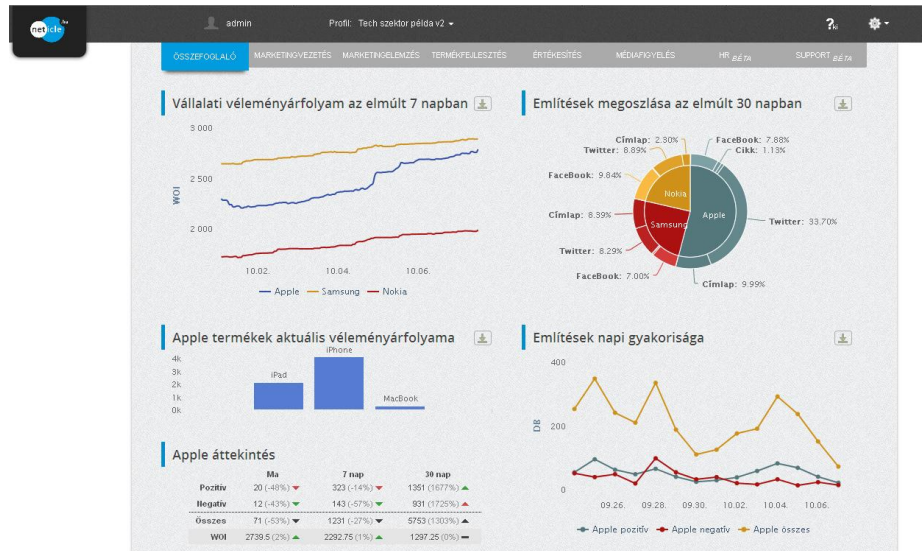 neticle .hu
admin
Profil: Tech szektor példa v2
?
ÖSSZEFOGLALÓ MARKETINGVEZETÉS MARKETINGELEMZÉS TERMÉKFEJLESZTÉS ÉRTÉKESÍTÉS MÉDIAFIGYELÉS HR BÉTA SUPPORT BÉTA
Vállalati véleményárfolyam az elmúlt 7 napban
3 000
2 500
2 000
WOI
10.02. 10.04. 10.06.
Apple Samsung Nokia
Említések megoszlása az elmúlt 30 napban
Címlap: 2.30%
FaceBook: 7.88%
Twitter: 8.89%
Cikk: 1.13%
FaceBook: 9.84%
Nokia
Címlap: 8.39%
Apple
Samsung
Twitter: 33.70%
Twitter: 8.29%
FaceBook: 7.00%
Címlap: 9.99%
Apple termékek aktuális véleményárfolyama
4k
3k
2k
1k
0k
iPad
iPhone
MacBook
Apple áttekintés
Ma 7 nap 30 nap
Pozitív 20 (-48%) 323 (-14%) 1351 (1677%)
Negatív 12 (-43%) 143 (-57%) 931 (1725%)
Összes 71 (-53%) 1231 (-27%) 5753 (1303%)
WOI 2739.5 (2%) 2292.75 (1%) 1297.25 (0%)
Említések napi gyakorisága
400
200
0
DB
09.26. 09.28. 09.30. 10.02. 10.04. 10.06.
Apple pozitív Apple negatív Apple összes